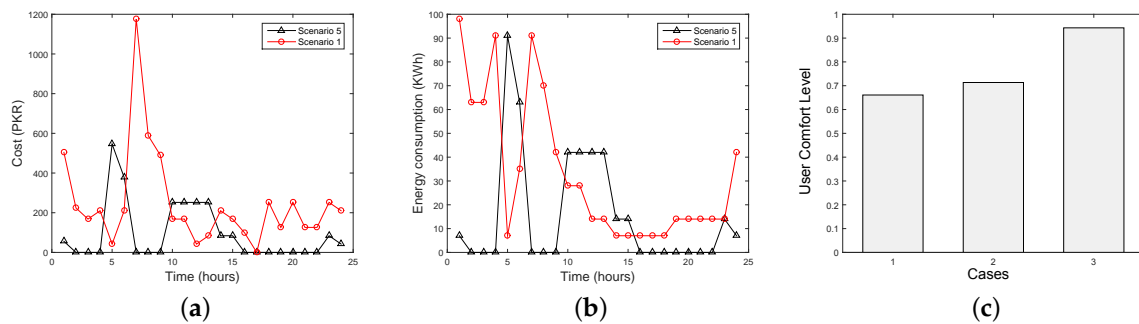 1200
1000
800
600
400
200
0
Cost (PKR)
0 5 10 15 20 25
Time (hours)
Scenario 5
Scenario 1
(a)
100
90
80
70
60
50
40
30
20
10
0
Energy consumption (KWh)
0 5 10 15 20 25
Time (hours)
Scenario 5
Scenario 1
(b)
1
0.9
0.8
0.7
0.6
0.5
0.4
0.3
0.2
0.1
0
User Comfort Level
1 2 3
Cases
(c)